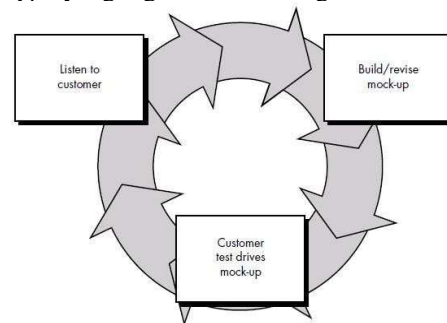 Listen to
customer
Build/revise
mock-up
Customer
test drives
mock-up